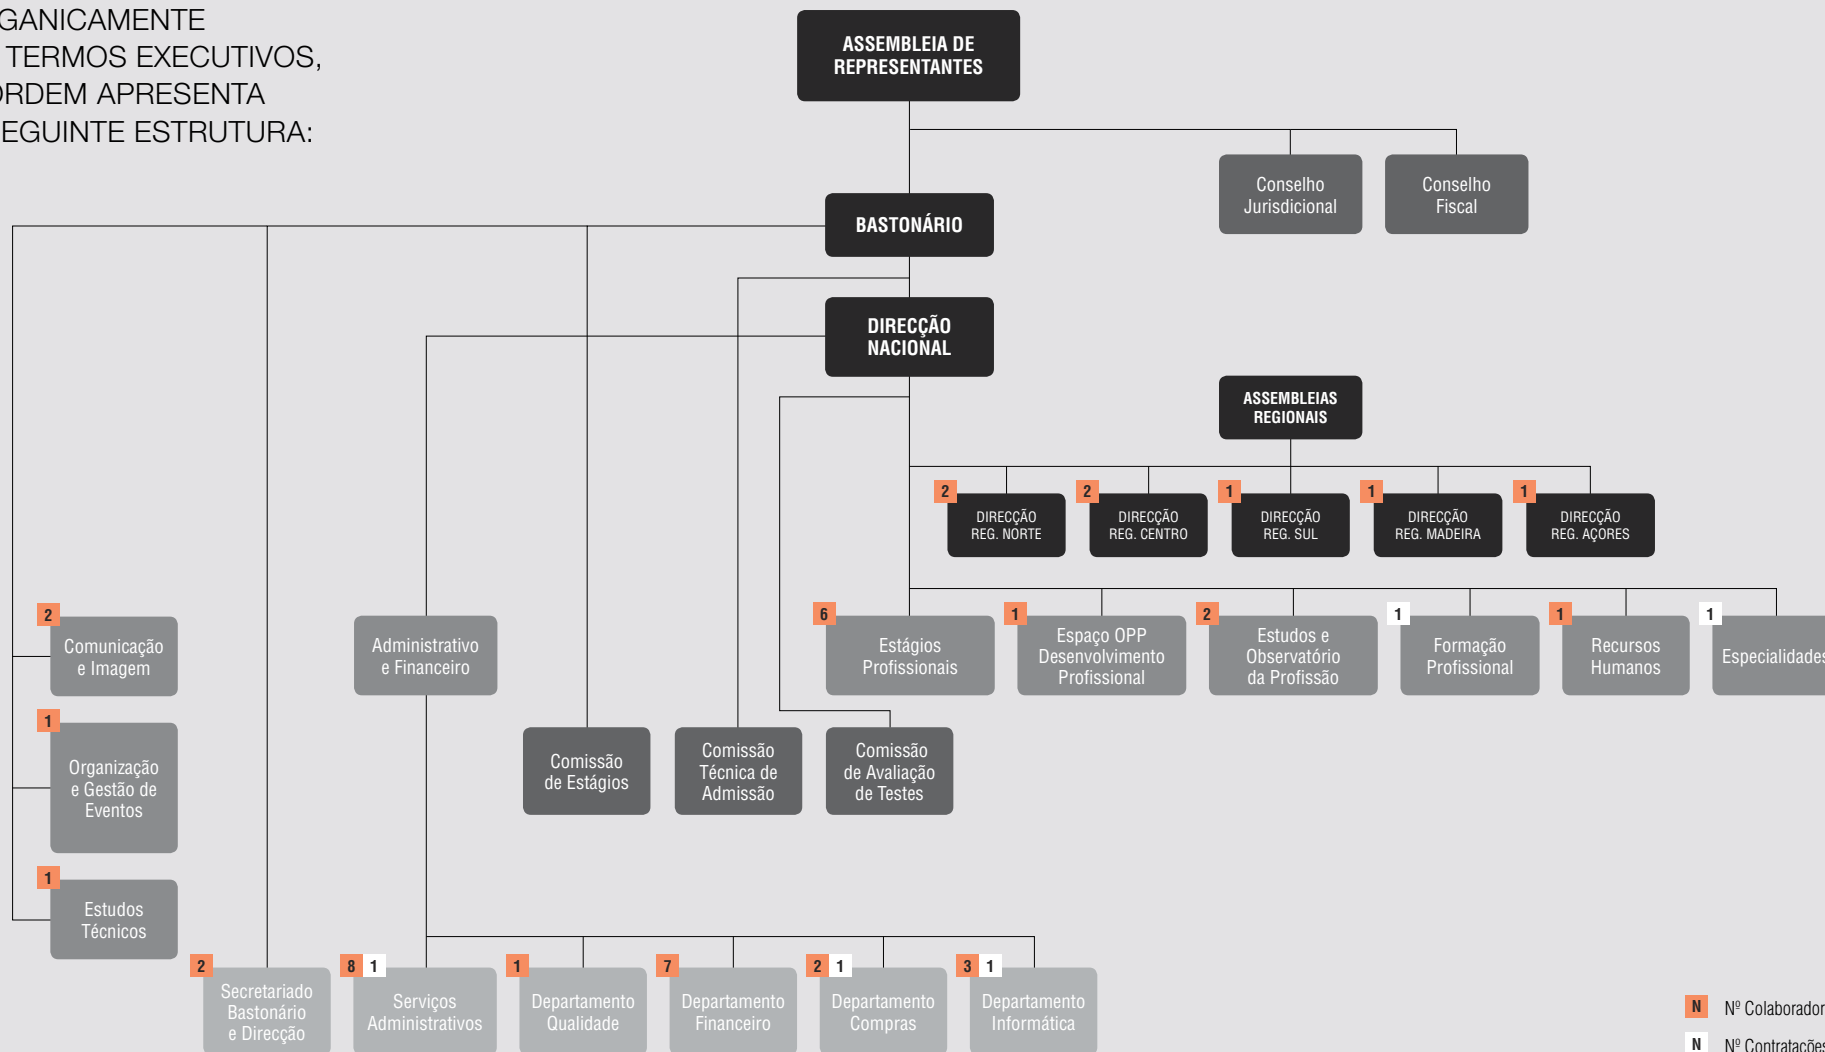 GANICAMENTE
TERMOS EXECUTIVOS,
ORDEM APRESENTA
SEGUINTE ESTRUTURA:
ASSEMBLEIA DE
REPRESENTANTES
Conselho
Jurisdicional
Conselho
Fiscal
BASTONÁRIO
DIRECÇÃO
NACIONAL
ASSEMBLEIAS
REGIONAIS
2
DIRECÇÃO
REG. NORTE
2
DIRECÇÃO
REG. CENTRO
1
DIRECÇÃO
REG. SUL
1
DIRECÇÃO
REG. MADEIRA
1
DIRECÇÃO
REG. AÇORES
2
Comunicação
e Imagem
Administrativo
e Financeiro
6
Estágios
Profissionais
1
Espaço OPP
Desenvolvimento
Profissional
2
Estudos e
Observatório
da Profissão
1
Formação
Profissional
1
Recursos
Humanos
1
Especialidades
1
Organização
e Gestão de
Eventos
Comissão
de Estágios
Comissão
Técnica de
Admissão
Comissão
de Avaliação
de Testes
1
Estudos
Técnicos
2
Secretariado
Bastonário
e Direcção
8 1
Serviços
Administrativos
1
Departamento
Qualidade
7
Departamento
Financeiro
2 1
Departamento
Compras
3 1
Departamento
Informática
N Nº Colaborador
N Nº Contratações